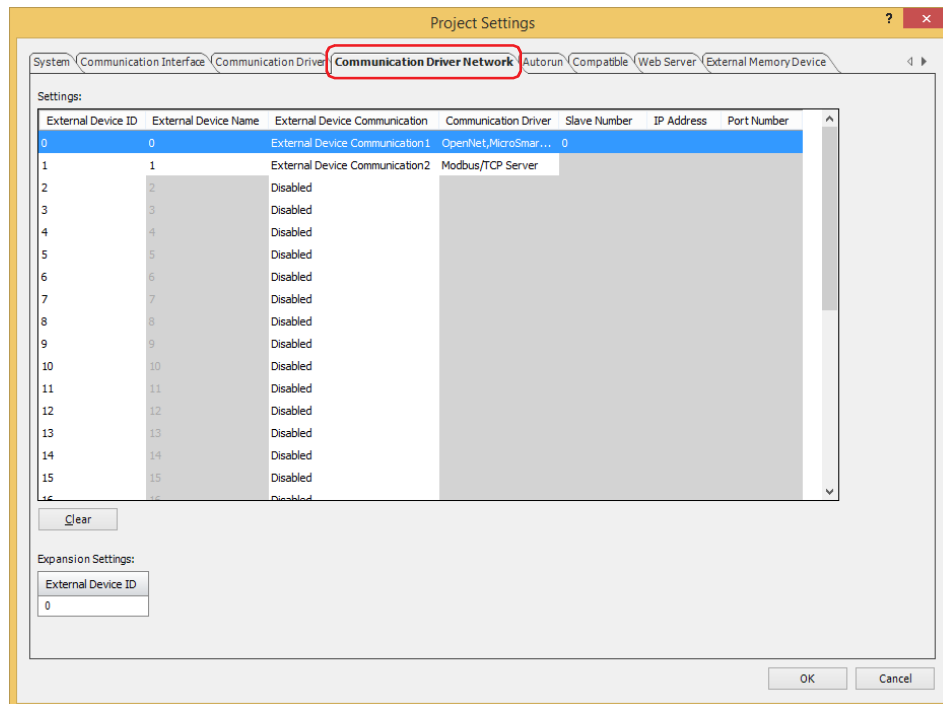 Project Settings
?
System Communication Interface Communication Driver Communication Driver Network Autorun Compatible Web Server External Memory Device
Settings:
External Device ID External Device Name External Device Communication Communication Driver Slave Number IP Address Port Number
0 0 External Device Communication1 OpenNet,MicroSmar... 0
1 1 External Device Communication2 Modbus/TCP Server
2 2 Disabled
3 3 Disabled
4 4 Disabled
5 5 Disabled
6 6 Disabled
7 7 Disabled
8 8 Disabled
9 9 Disabled
10 10 Disabled
11 11 Disabled
12 12 Disabled
13 13 Disabled
14 14 Disabled
15 15 Disabled
16 16 Disabled
Clear
Expansion Settings:
External Device ID
0
OK Cancel